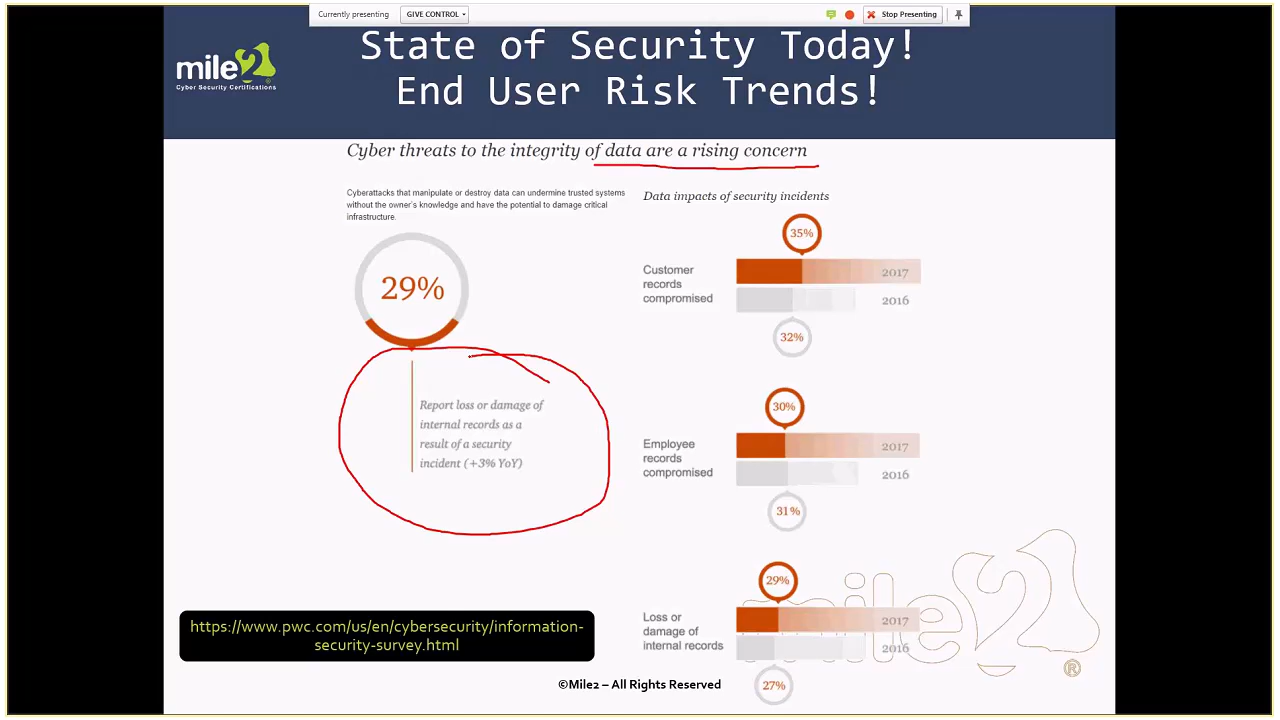 Currently presenting
GIVE CONTROL
Stop Presenting
State of Security Today!
End User Risk Trends!
mile2
Cyber Security Certifications
Cyber threats to the integrity of data are a rising concern
Cyberattacks that manipulate or destroy data can undermine trusted systems
without the owner's knowledge and have the potential to damage critical
infrastructure.
29%
Report loss or damage of
internal records as a
result of a security
incident (+3% YoY)
Data impacts of security incidents
35%
Customer
records
compromised
2017
2016
32%
30%
Employee
records
compromised
2017
2016
31%
29%
Loss or
damage of
internal records
2017
2016
27%
mile2®
https://www.pwc.com/us/en/cybersecurity/information-
security-survey.html
©Mile2 – All Rights Reserved